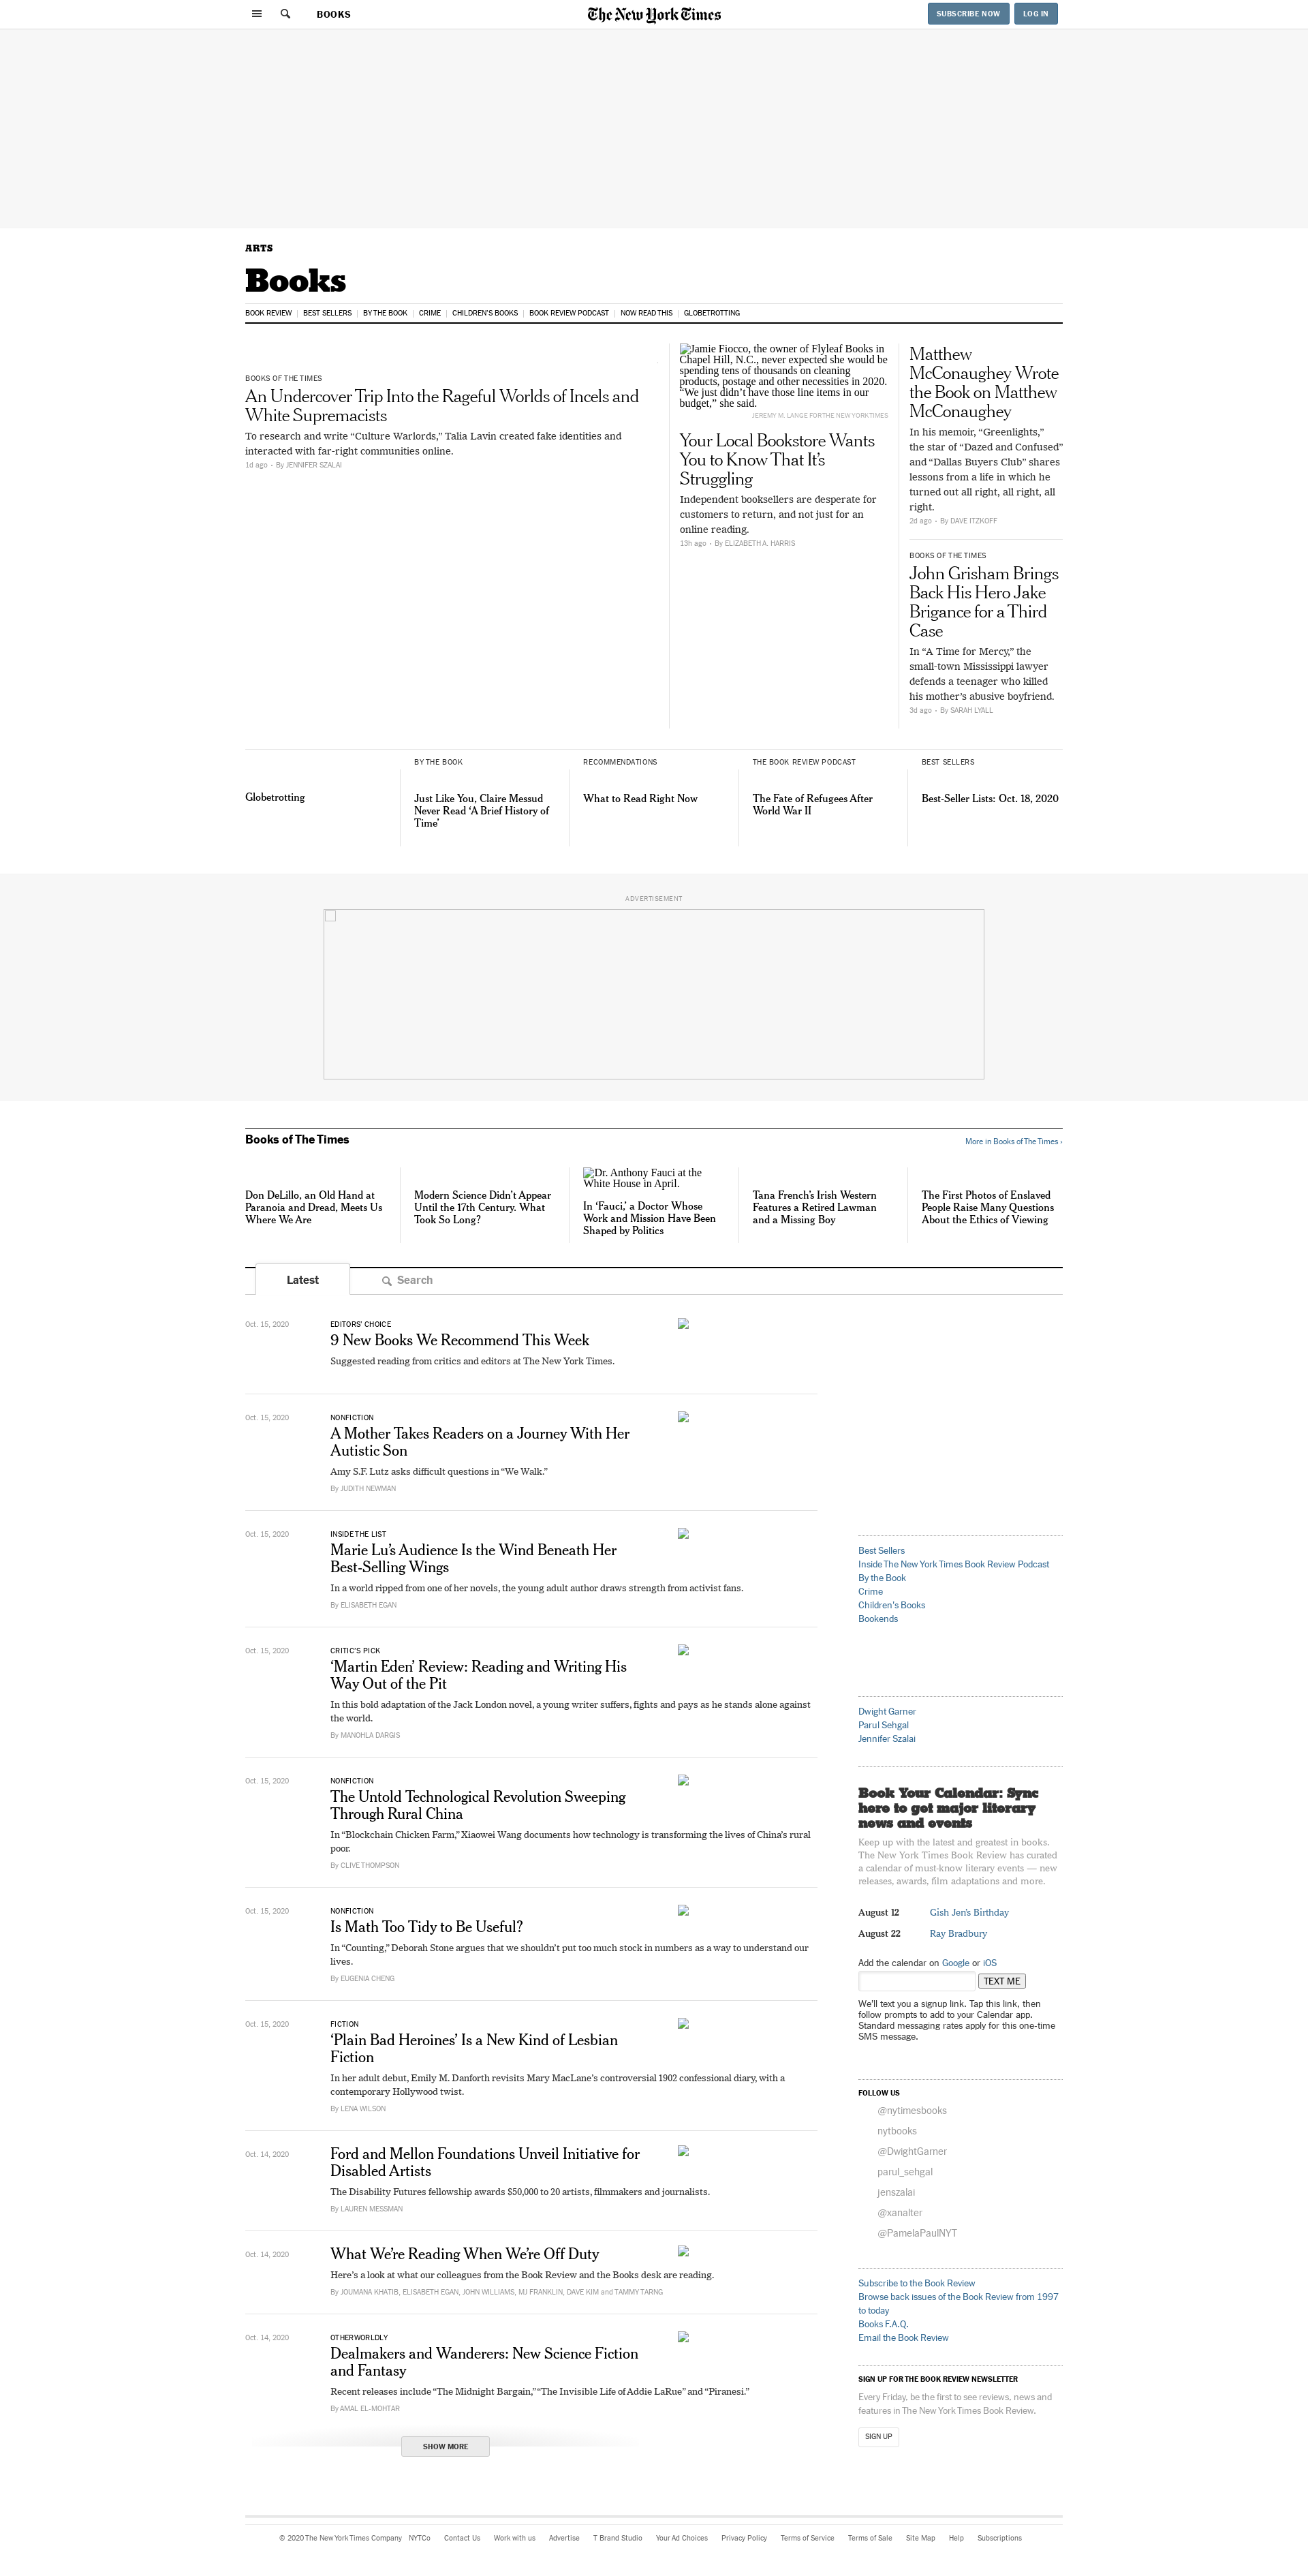 BOOKS
The New York Times
SUBSCRIBE NOW
LOG IN
ARTS
Books
BOOK REVIEW
BEST SELLERS
BY THE BOOK
CRIME
CHILDREN'S BOOKS
BOOK REVIEW PODCAST
NOW READ THIS
GLOBETROTTING
BOOKS OF THE TIMES
An Undercover Trip Into the Rageful Worlds of Incels and
White Supremacists
To research and write “Culture Warlords,” Talia Lavin created fake identities and
interacted with far-right communities online.
1d ago • By JENNIFER SZALAI
Jamie Fiocco, the owner of Flyleaf Books in
Chapel Hill, N.C., never expected she would be
spending tens of thousands on cleaning
products, postage and other necessities in 2020.
“We just didn’t have those line items in our
budget,” she said.
JEREMY M. LANGE FOR THE NEW YORK TIMES
Your Local Bookstore Wants
You to Know That It’s
Struggling
Independent booksellers are desperate for
customers to return, and not just for an
online reading.
13h ago • By ELIZABETH A. HARRIS
Matthew
McConaughey Wrote
the Book on Matthew
McConaughey
In his memoir, “Greenlights,”
the star of “Dazed and Confused”
and “Dallas Buyers Club” shares
lessons from a life in which he
turned out all right, all right, all
right.
2d ago • By DAVE ITZKOFF
BOOKS OF THE TIMES
John Grisham Brings
Back His Hero Jake
Brigance for a Third
Case
In “A Time for Mercy,” the
small-town Mississippi lawyer
defends a teenager who killed
his mother’s abusive boyfriend.
3d ago • By SARAH LYALL
Globetrotting
BY THE BOOK
Just Like You, Claire Messud
Never Read ‘A Brief History of
Time’
RECOMMENDATIONS
What to Read Right Now
THE BOOK REVIEW PODCAST
The Fate of Refugees After
World War II
BEST SELLERS
Best-Seller Lists: Oct. 18, 2020
ADVERTISEMENT
Books of The Times
More in Books of The Times ›
Don DeLillo, an Old Hand at
Paranoia and Dread, Meets Us
Where We Are
Modern Science Didn’t Appear
Until the 17th Century. What
Took So Long?
Dr. Anthony Fauci at the
White House in April.
In ‘Fauci,’ a Doctor Whose
Work and Mission Have Been
Shaped by Politics
Tana French’s Irish Western
Features a Retired Lawman
and a Missing Boy
The First Photos of Enslaved
People Raise Many Questions
About the Ethics of Viewing
Latest
Search
Oct. 15, 2020
EDITORS’ CHOICE
9 New Books We Recommend This Week
Suggested reading from critics and editors at The New York Times.
Oct. 15, 2020
NONFICTION
A Mother Takes Readers on a Journey With Her
Autistic Son
Amy S.F. Lutz asks difficult questions in “We Walk.”
By JUDITH NEWMAN
Oct. 15, 2020
INSIDE THE LIST
Marie Lu’s Audience Is the Wind Beneath Her
Best-Selling Wings
In a world ripped from one of her novels, the young adult author draws strength from activist fans.
By ELISABETH EGAN
Oct. 15, 2020
CRITIC’S PICK
‘Martin Eden’ Review: Reading and Writing His
Way Out of the Pit
In this bold adaptation of the Jack London novel, a young writer suffers, fights and pays as he stands alone against
the world.
By MANOHLA DARGIS
Oct. 15, 2020
NONFICTION
The Untold Technological Revolution Sweeping
Through Rural China
In “Blockchain Chicken Farm,” Xiaowei Wang documents how technology is transforming the lives of China’s rural
poor.
By CLIVE THOMPSON
Oct. 15, 2020
NONFICTION
Is Math Too Tidy to Be Useful?
In “Counting,” Deborah Stone argues that we shouldn’t put too much stock in numbers as a way to understand our
lives.
By EUGENIA CHENG
Oct. 15, 2020
FICTION
‘Plain Bad Heroines’ Is a New Kind of Lesbian
Fiction
In her adult debut, Emily M. Danforth revisits Mary MacLane’s controversial 1902 confessional diary, with a
contemporary Hollywood twist.
By LENA WILSON
Oct. 14, 2020
Ford and Mellon Foundations Unveil Initiative for
Disabled Artists
The Disability Futures fellowship awards $50,000 to 20 artists, filmmakers and journalists.
By LAUREN MESSMAN
Oct. 14, 2020
What We’re Reading When We’re Off Duty
Here’s a look at what our colleagues from the Book Review and the Books desk are reading.
By JOUMANA KHATIB, ELISABETH EGAN, JOHN WILLIAMS, MJ FRANKLIN, DAVE KIM and TAMMY TARNG
Oct. 14, 2020
OTHERWORLDLY
Dealmakers and Wanderers: New Science Fiction
and Fantasy
Recent releases include “The Midnight Bargain,” “The Invisible Life of Addie LaRue” and “Piranesi.”
By AMAL EL-MOHTAR
SHOW MORE
Best Sellers
Inside The New York Times Book Review Podcast
By the Book
Crime
Children’s Books
Bookends
Dwight Garner
Parul Sehgal
Jennifer Szalai
Book Your Calendar: Sync
here to get major literary
news and events
Keep up with the latest and greatest in books.
The New York Times Book Review has curated
a calendar of must-know literary events — new
releases, awards, film adaptations and more.
August 12 Gish Jen’s Birthday
August 22 Ray Bradbury
Add the calendar on Google or iOS
TEXT ME
We’ll text you a signup link. Tap this link, then
follow prompts to add to your Calendar app.
Standard messaging rates apply for this one-time
SMS message.
FOLLOW US
@nytimesbooks
nytbooks
@DwightGarner
parul_sehgal
jenszalai
@xanalter
@PamelaPaulNYT
Subscribe to the Book Review
Browse back issues of the Book Review from 1997
to today
Books F.A.Q.
Email the Book Review
SIGN UP FOR THE BOOK REVIEW NEWSLETTER
Every Friday, be the first to see reviews, news and
features in The New York Times Book Review.
SIGN UP
© 2020 The New York Times Company
NYTCo
Contact Us
Work with us
Advertise
T Brand Studio
Your Ad Choices
Privacy Policy
Terms of Service
Terms of Sale
Site Map
Help
Subscriptions